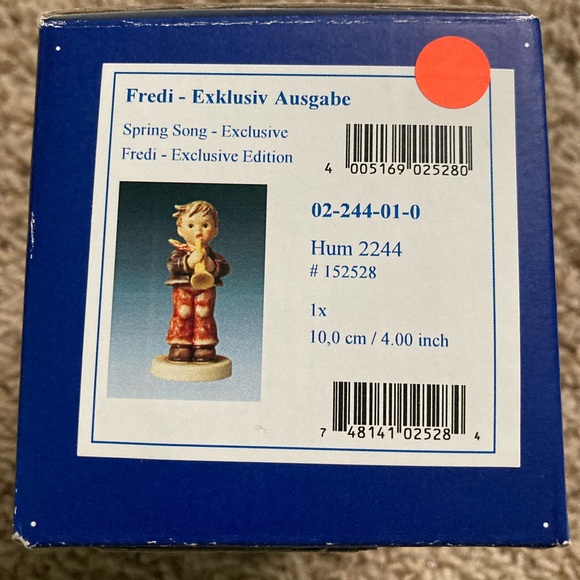 Fredi - Exklusiv Ausgabe
Spring Song - Exclusive
Fredi - Exclusive Edition
4 005169 025280
02-244-01-0
Hum 2244
# 152528
1x
10,0 cm / 4.00 inch
7 48141 02528 4